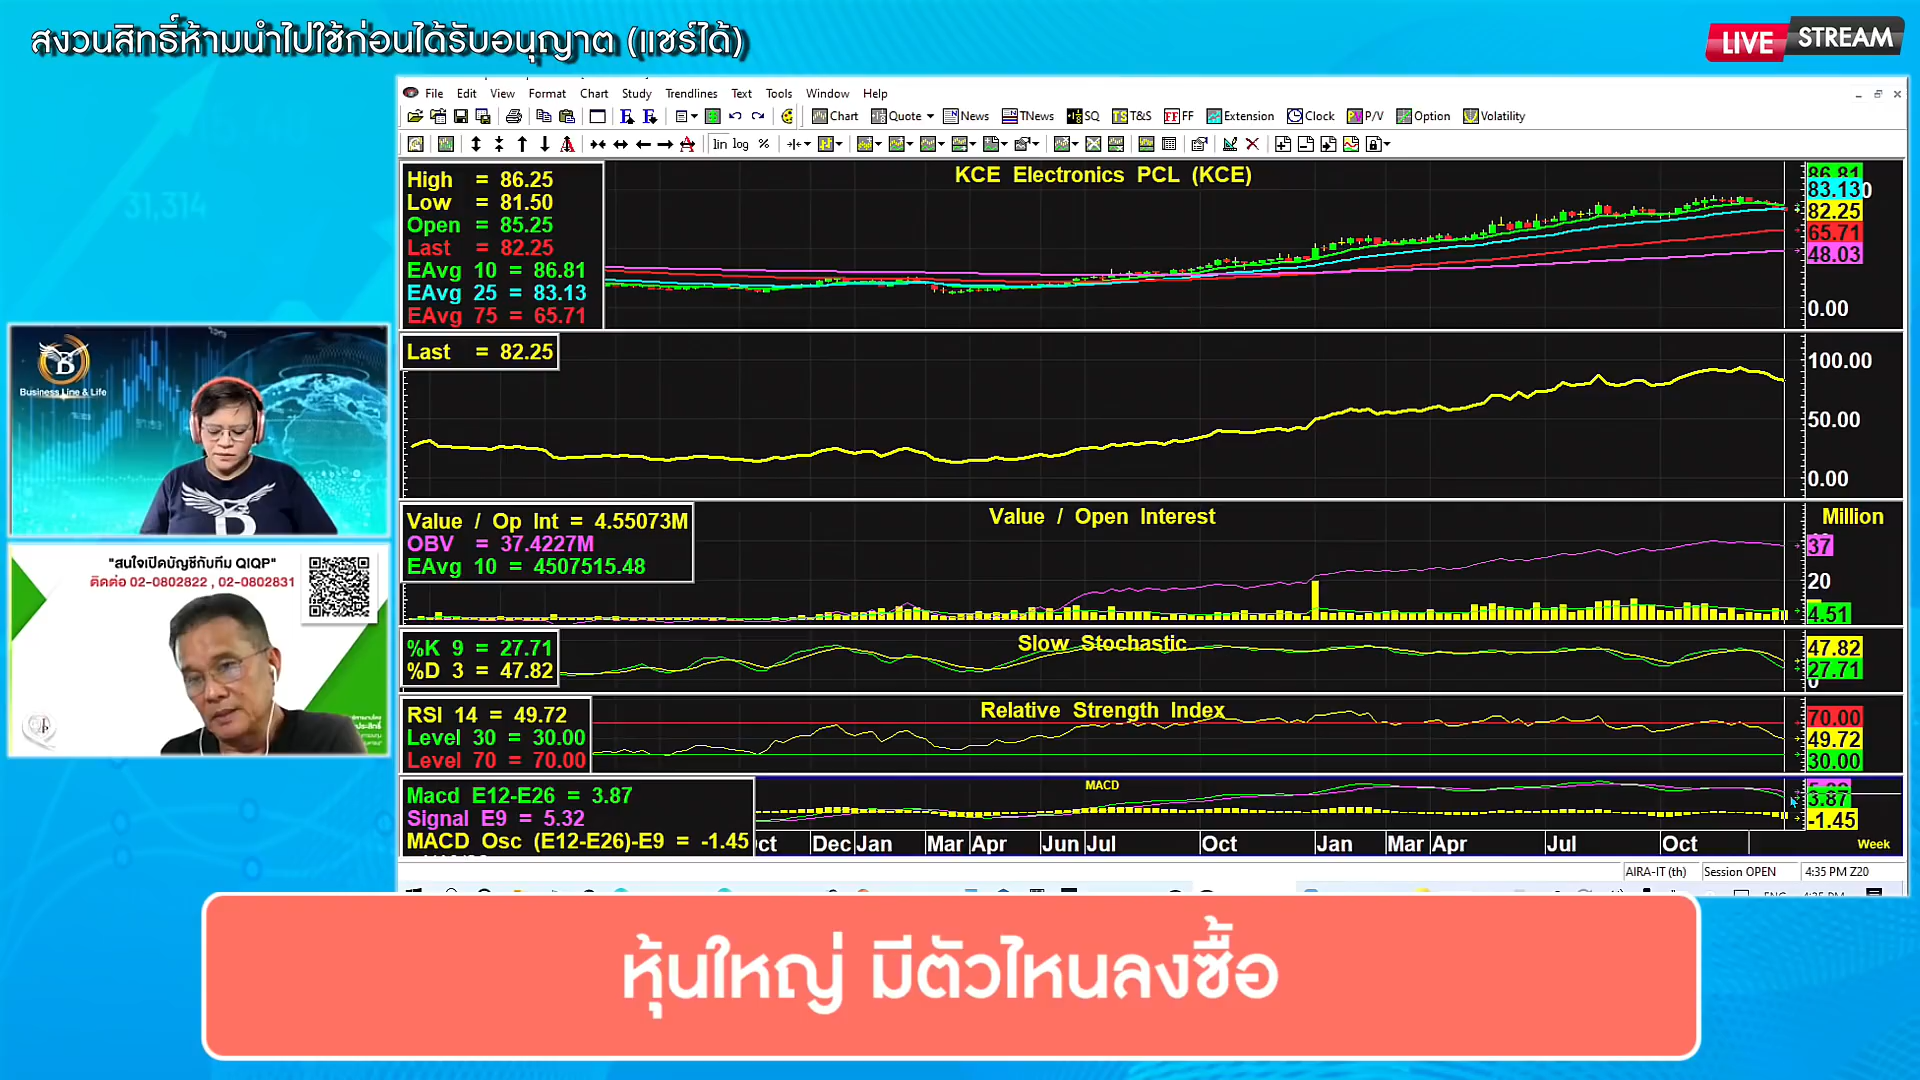 สงวนสิทธิ์ห้ามนำไปใช้ก่อนได้รับอนุญาต (แชร์ได้)
LIVE STREAM
31,314
File Edit View Format Chart Study Trendlines Text Tools Window Help
Chart Quote News TNews SQ T&S FF Extension Clock P/V Option Volatility
lin log %
KCE Electronics PCL (KCE)
High = 86.25
Low = 81.50
Open = 85.25
Last = 82.25
EAvg 10 = 86.81
EAvg 25 = 83.13
EAvg 75 = 65.71
86.81
83.13
82.25
65.71
48.03
0.00
Last = 82.25
100.00
50.00
0.00
Value / Op Int = 4.55073M
OBV = 37.4227M
EAvg 10 = 4507515.48
Value / Open Interest
Million
37
20
4.51
%K 9 = 27.71
%D 3 = 47.82
Slow Stochastic
47.82
27.71
0
RSI 14 = 49.72
Level 30 = 30.00
Level 70 = 70.00
Relative Strength Index
70.00
49.72
30.00
Macd E12-E26 = 3.87
Signal E9 = 5.32
MACD Osc (E12-E26)-E9 = -1.45
MACD
3.87
-1.45
Dec Jan Mar Apr Jun Jul Oct Jan Mar Apr Jul Oct
Week
AIRA-IT (th) Session OPEN 4:35 PM Z20
B
Business Line & Life
"สนใจเปิดบัญชีกับทีม QIQP"
ติดต่อ 02-0802822 , 02-0802831
หุ้นใหญ่ มีตัวไหนลงซื้อ